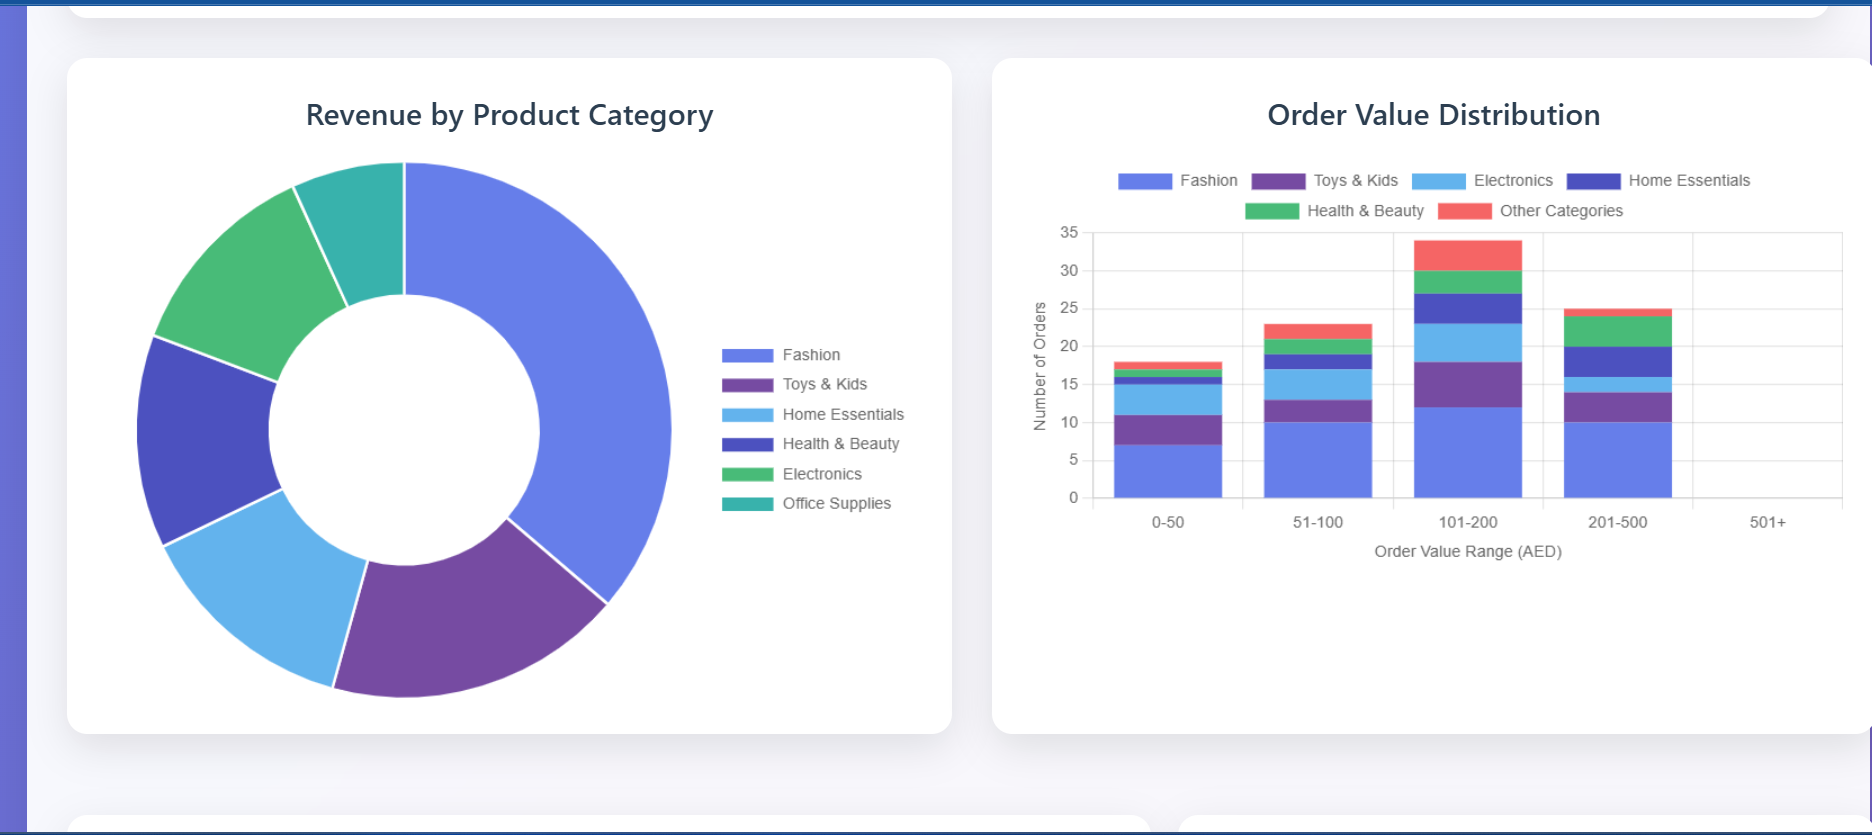 Revenue by Product Category
Fashion
Toys & Kids
Home Essentials
Health & Beauty
Electronics
Office Supplies
Order Value Distribution
Fashion Toys & Kids Electronics Home Essentials
Health & Beauty Other Categories
Number of Orders
35
30
25
20
15
10
5
0
0-50 51-100 101-200 201-500 501+
Order Value Range (AED)